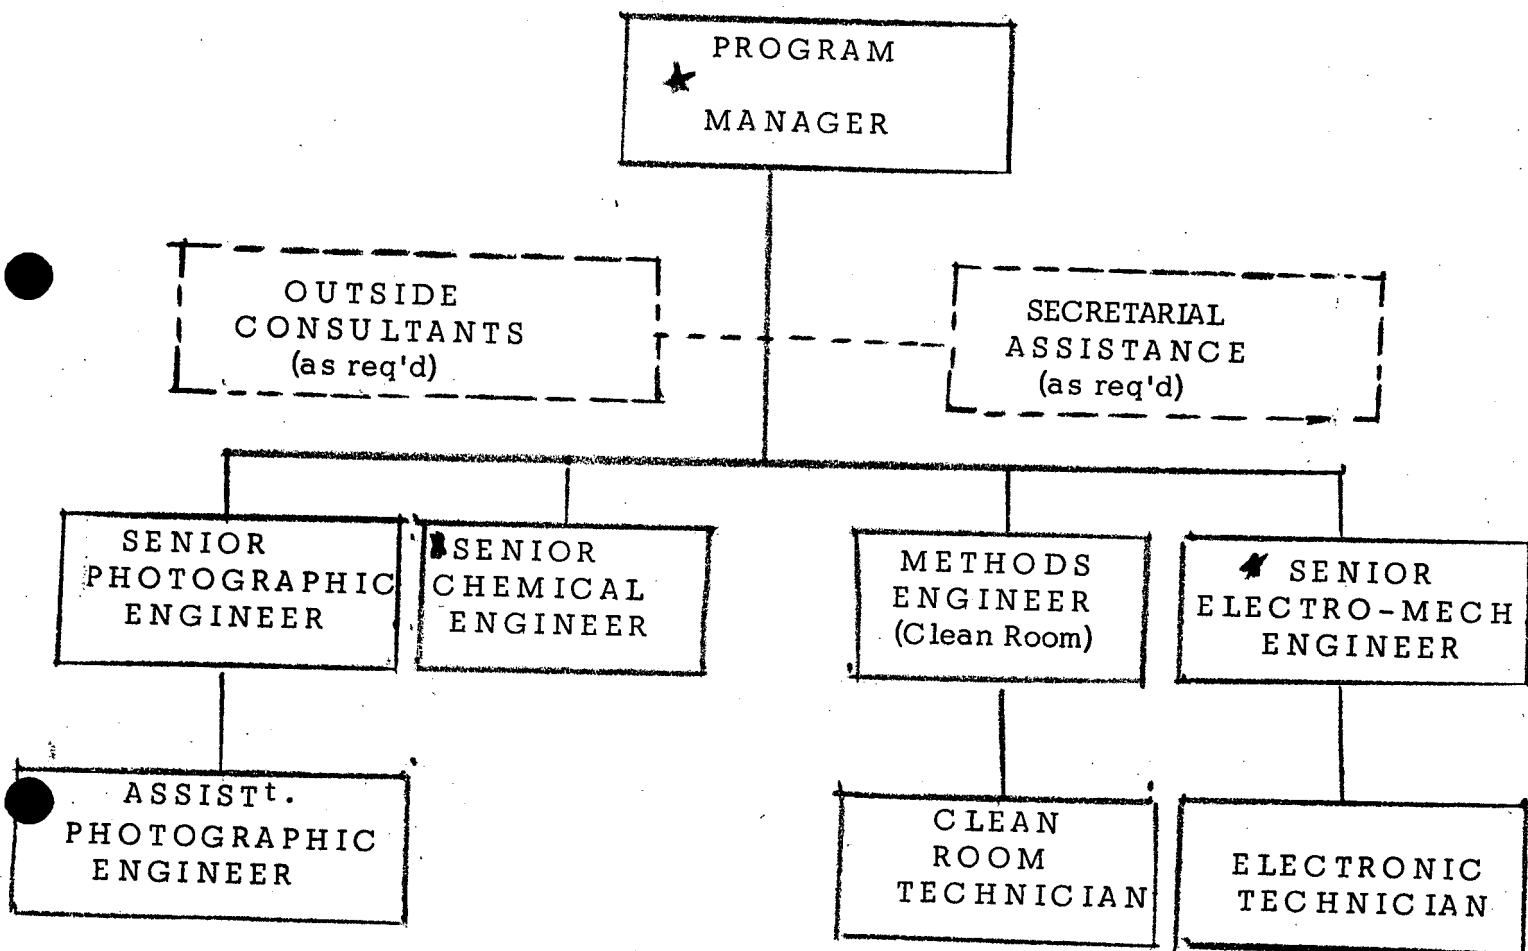 PROGRAM
MANAGER
OUTSIDE
CONSULTANTS
(as req'd)
SECRETARIAL
ASSISTANCE
(as req'd)
SENIOR
PHOTOGRAPHIC
ENGINEER
SENIOR
CHEMICAL
ENGINEER
METHODS
ENGINEER
(Clean Room)
SENIOR
ELECTRO-MECH
ENGINEER
ASSISTt.
PHOTOGRAPHIC
ENGINEER
CLEAN
ROOM
TECHNICIAN
ELECTRONIC
TECHNICIAN